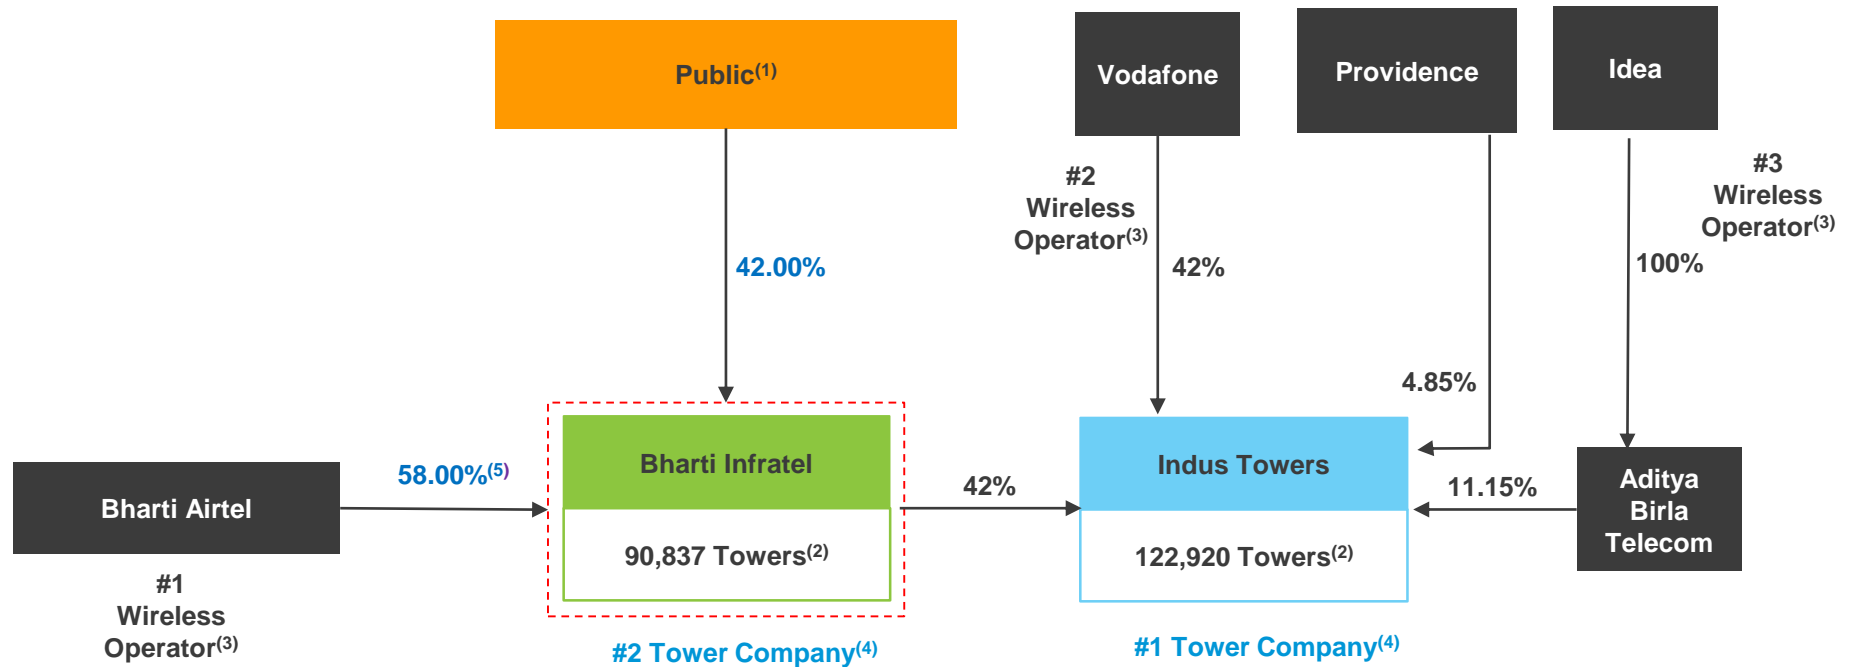 Public(1)
Vodafone
Providence
Idea
#2
Wireless
Operator(3)
#3
Wireless
Operator(3)
42.00%
42%
100%
4.85%
58.00%(5)
Bharti Infratel
42%
Indus Towers
11.15%
Bharti Airtel
Aditya
Birla
Telecom
90,837 Towers(2)
122,920 Towers(2)
#1
Wireless
Operator(3)
#2 Tower Company(4)
#1 Tower Company(4)